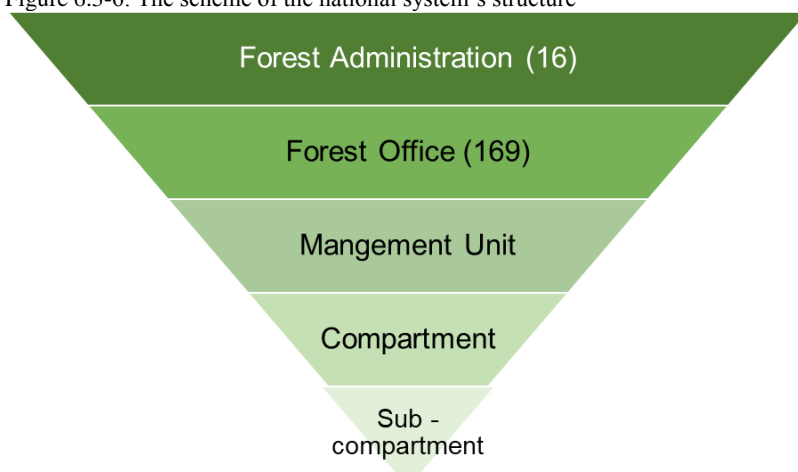 Figure 6.3-6: The scheme of the national system's structure
Forest Administration (16)
Forest Office (169)
Mangement Unit
Compartment
Sub -
compartment